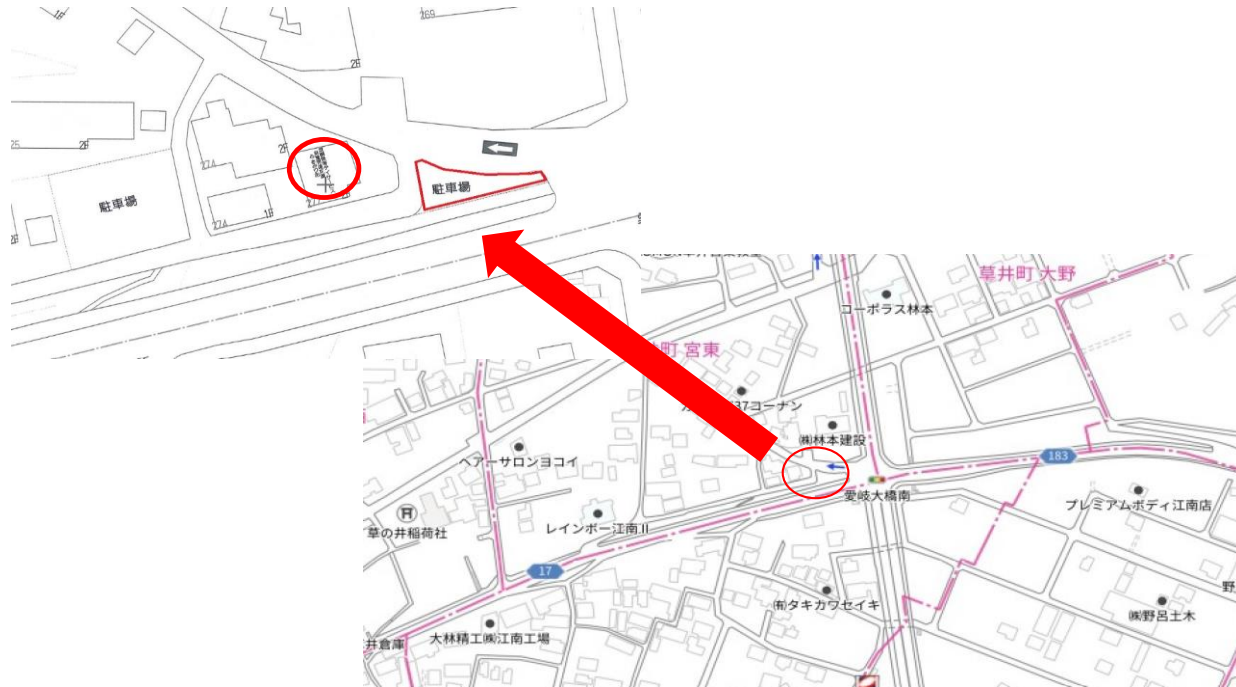 269
2F
25
2F
274
2F
駐車場
駐車場
274
1F
277
2F
2F
草井町 大野
コーポラス林本
町 宮東
37コーナン
㈱林本建設
183
ヘアーサロンヨコイ
愛岐大橋南
プレミアムボディ江南店
草の井稲荷社
レインボー江南Ⅱ
17
㈲タキカワセイキ
㈱野呂土木
野
井倉庫
大林精工㈱江南工場